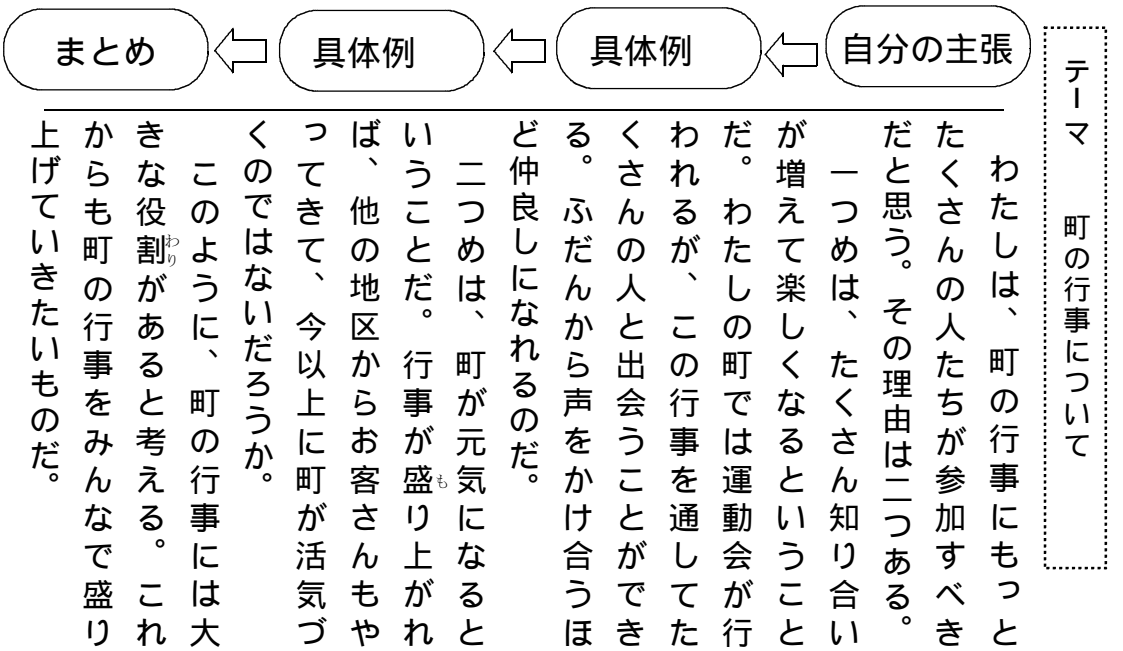 テーマ　町の行事について
自分の主張
具体例
具体例
まとめ
わたしは、町の行事にもっと
たくさんの人たちが参加すべき
だと思う。その理由は二つある。
一つめは、たくさん知り合い
が増えて楽しくなるということ
だ。わたしの町では運動会が行
われるが、この行事を通してた
くさんの人と出会うことができ
る。ふだんから声をかけ合うほ
ど仲良しになれるのだ。
二つめは、町が元気になると
いうことだ。行事が盛り上がれ
ば、他の地区からお客さんもや
ってきて、今以上に町が活気づ
くのではないだろうか。
このように、町の行事には大
きな役割があると考える。これ
からも町の行事をみんなで盛り
上げていきたいものだ。
も
わり